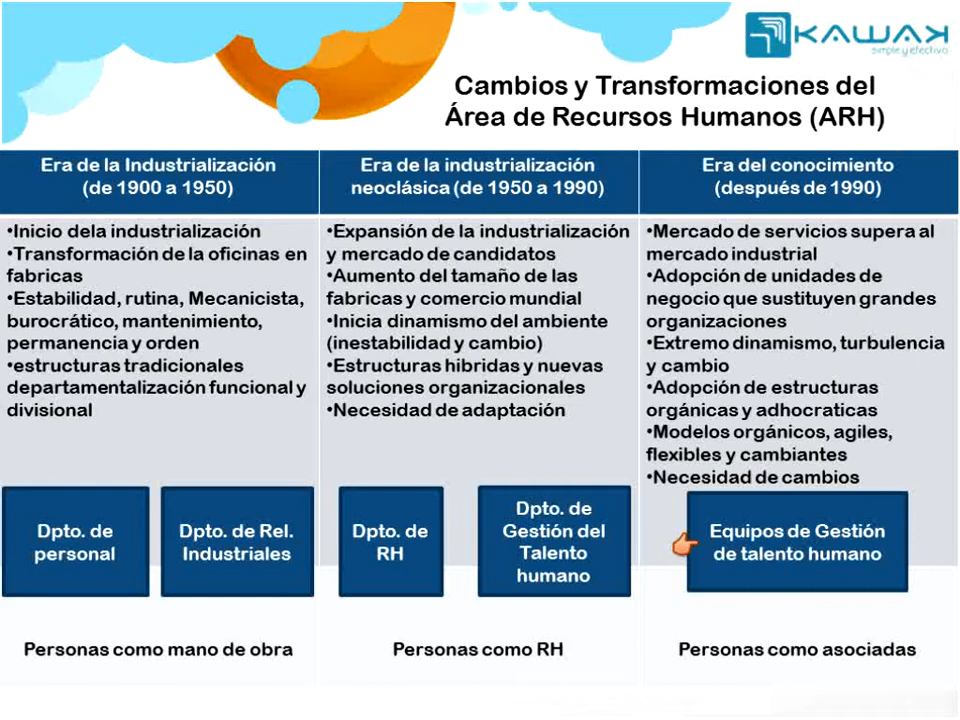 KAWAK
simple y efectivo
Cambios y Transformaciones del
Área de Recursos Humanos (ARH)
Era de la Industrialización
(de 1900 a 1950)
Era de la industrialización
neoclásica (de 1950 a 1990)
Era del conocimiento
(después de 1990)
•Inicio dela industrialización
•Transformación de la oficinas en
fabricas
•Estabilidad, rutina, Mecanicista,
burocrático, mantenimiento,
permanencia y orden
•estructuras tradicionales
departamentalización funcional y
divisional
•Expansión de la industrialización
y mercado de candidatos
•Aumento del tamaño de las
fabricas y comercio mundial
•Inicia dinamismo del ambiente
(inestabilidad y cambio)
•Estructuras hibridas y nuevas
soluciones organizacionales
•Necesidad de adaptación
•Mercado de servicios supera al
mercado industrial
•Adopción de unidades de
negocio que sustituyen grandes
organizaciones
•Extremo dinamismo, turbulencia
y cambio
•Adopción de estructuras
orgánicas y adhocraticas
•Modelos orgánicos, agiles,
flexibles y cambiantes
•Necesidad de cambios
Dpto. de
personal
Dpto. de Rel.
Industriales
Dpto. de
RH
Dpto. de
Gestión del
Talento
humano
Equipos de Gestión
de talento humano
Personas como mano de obra
Personas como RH
Personas como asociadas